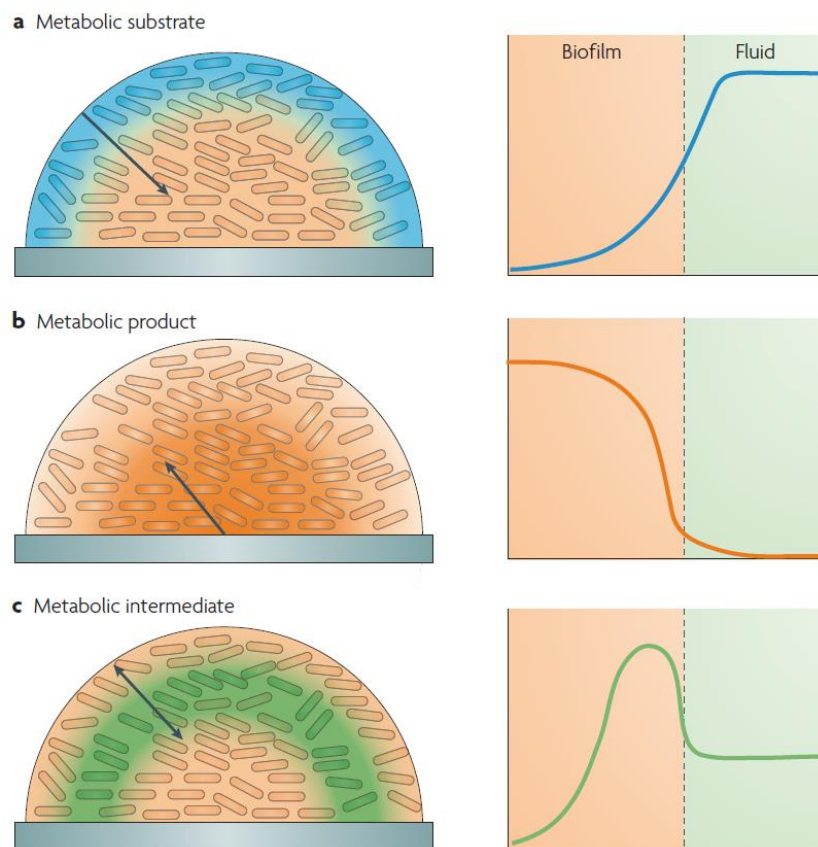 a Metabolic substrate
Biofilm Fluid
b Metabolic product
c Metabolic intermediate